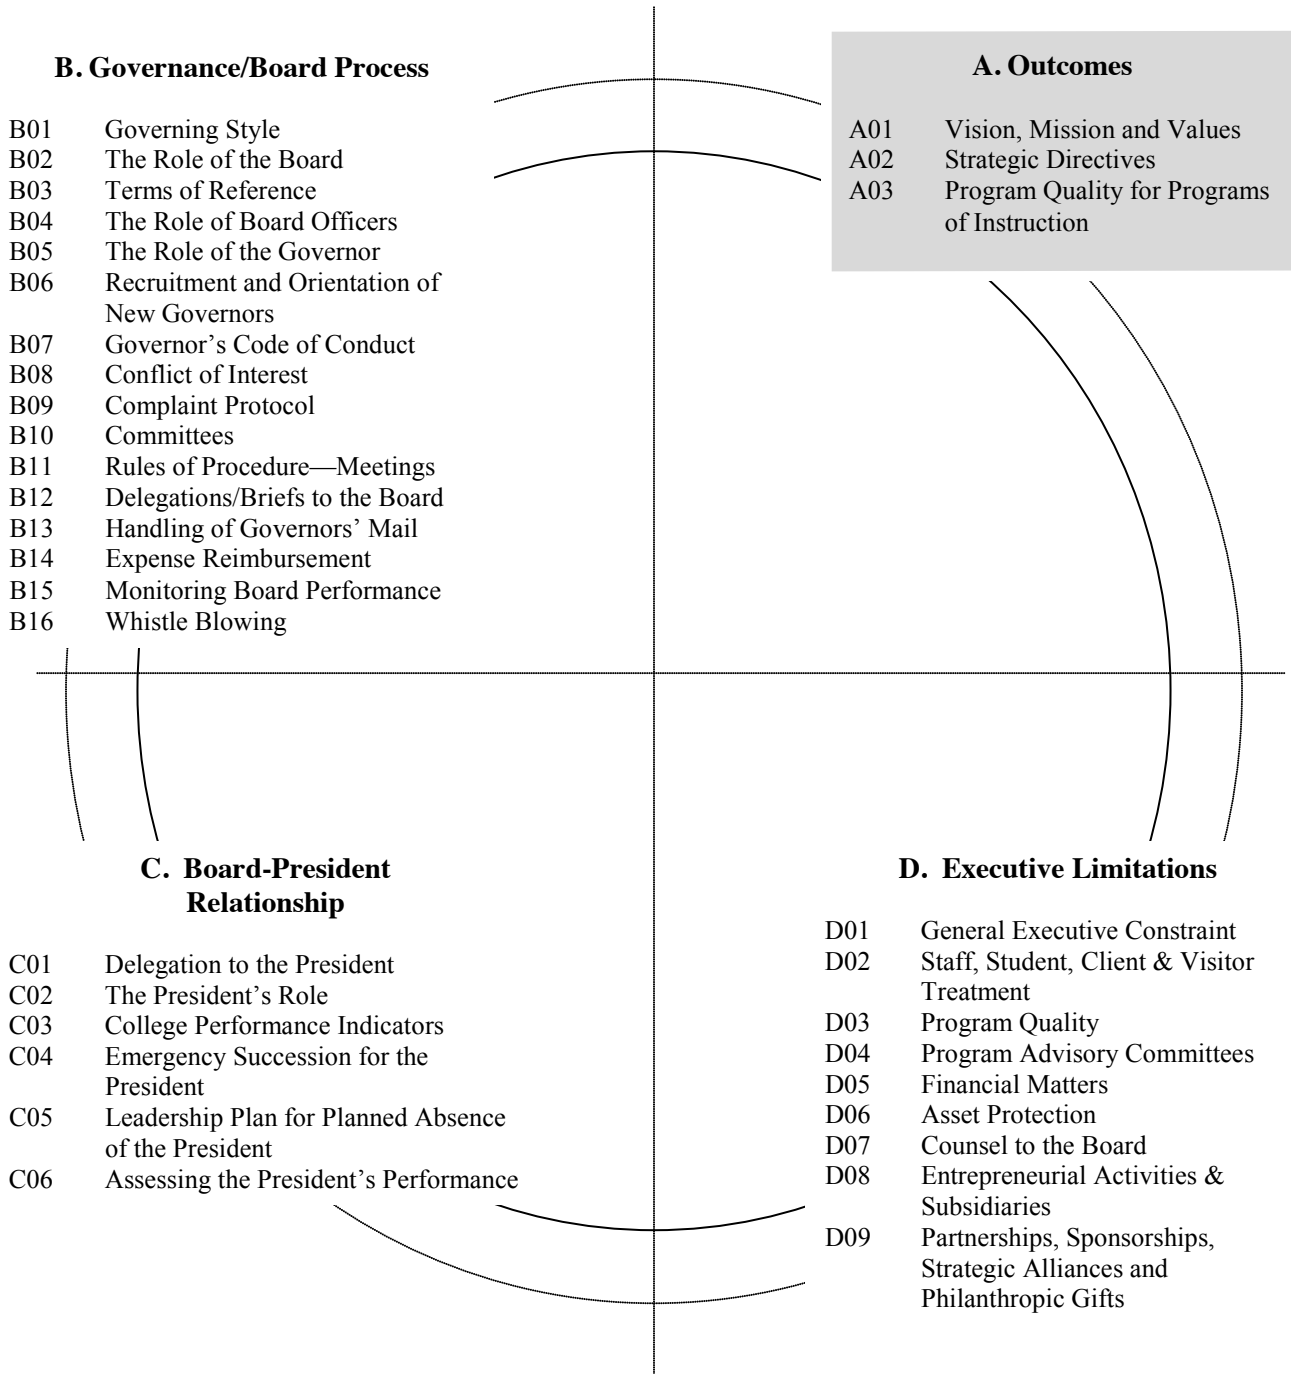 B. Governance/Board Process
B01 Governing Style
B02 The Role of the Board
B03 Terms of Reference
B04 The Role of Board Officers
B05 The Role of the Governor
B06 Recruitment and Orientation of
New Governors
B07 Governor’s Code of Conduct
B08 Conflict of Interest
B09 Complaint Protocol
B10 Committees
B11 Rules of Procedure—Meetings
B12 Delegations/Briefs to the Board
B13 Handling of Governors’ Mail
B14 Expense Reimbursement
B15 Monitoring Board Performance
B16 Whistle Blowing
A. Outcomes
A01 Vision, Mission and Values
A02 Strategic Directives
A03 Program Quality for Programs
of Instruction
C. Board-President
Relationship
C01 Delegation to the President
C02 The President’s Role
C03 College Performance Indicators
C04 Emergency Succession for the
President
C05 Leadership Plan for Planned Absence
of the President
C06 Assessing the President’s Performance
D. Executive Limitations
D01 General Executive Constraint
D02 Staff, Student, Client & Visitor
Treatment
D03 Program Quality
D04 Program Advisory Committees
D05 Financial Matters
D06 Asset Protection
D07 Counsel to the Board
D08 Entrepreneurial Activities &
Subsidiaries
D09 Partnerships, Sponsorships,
Strategic Alliances and
Philanthropic Gifts